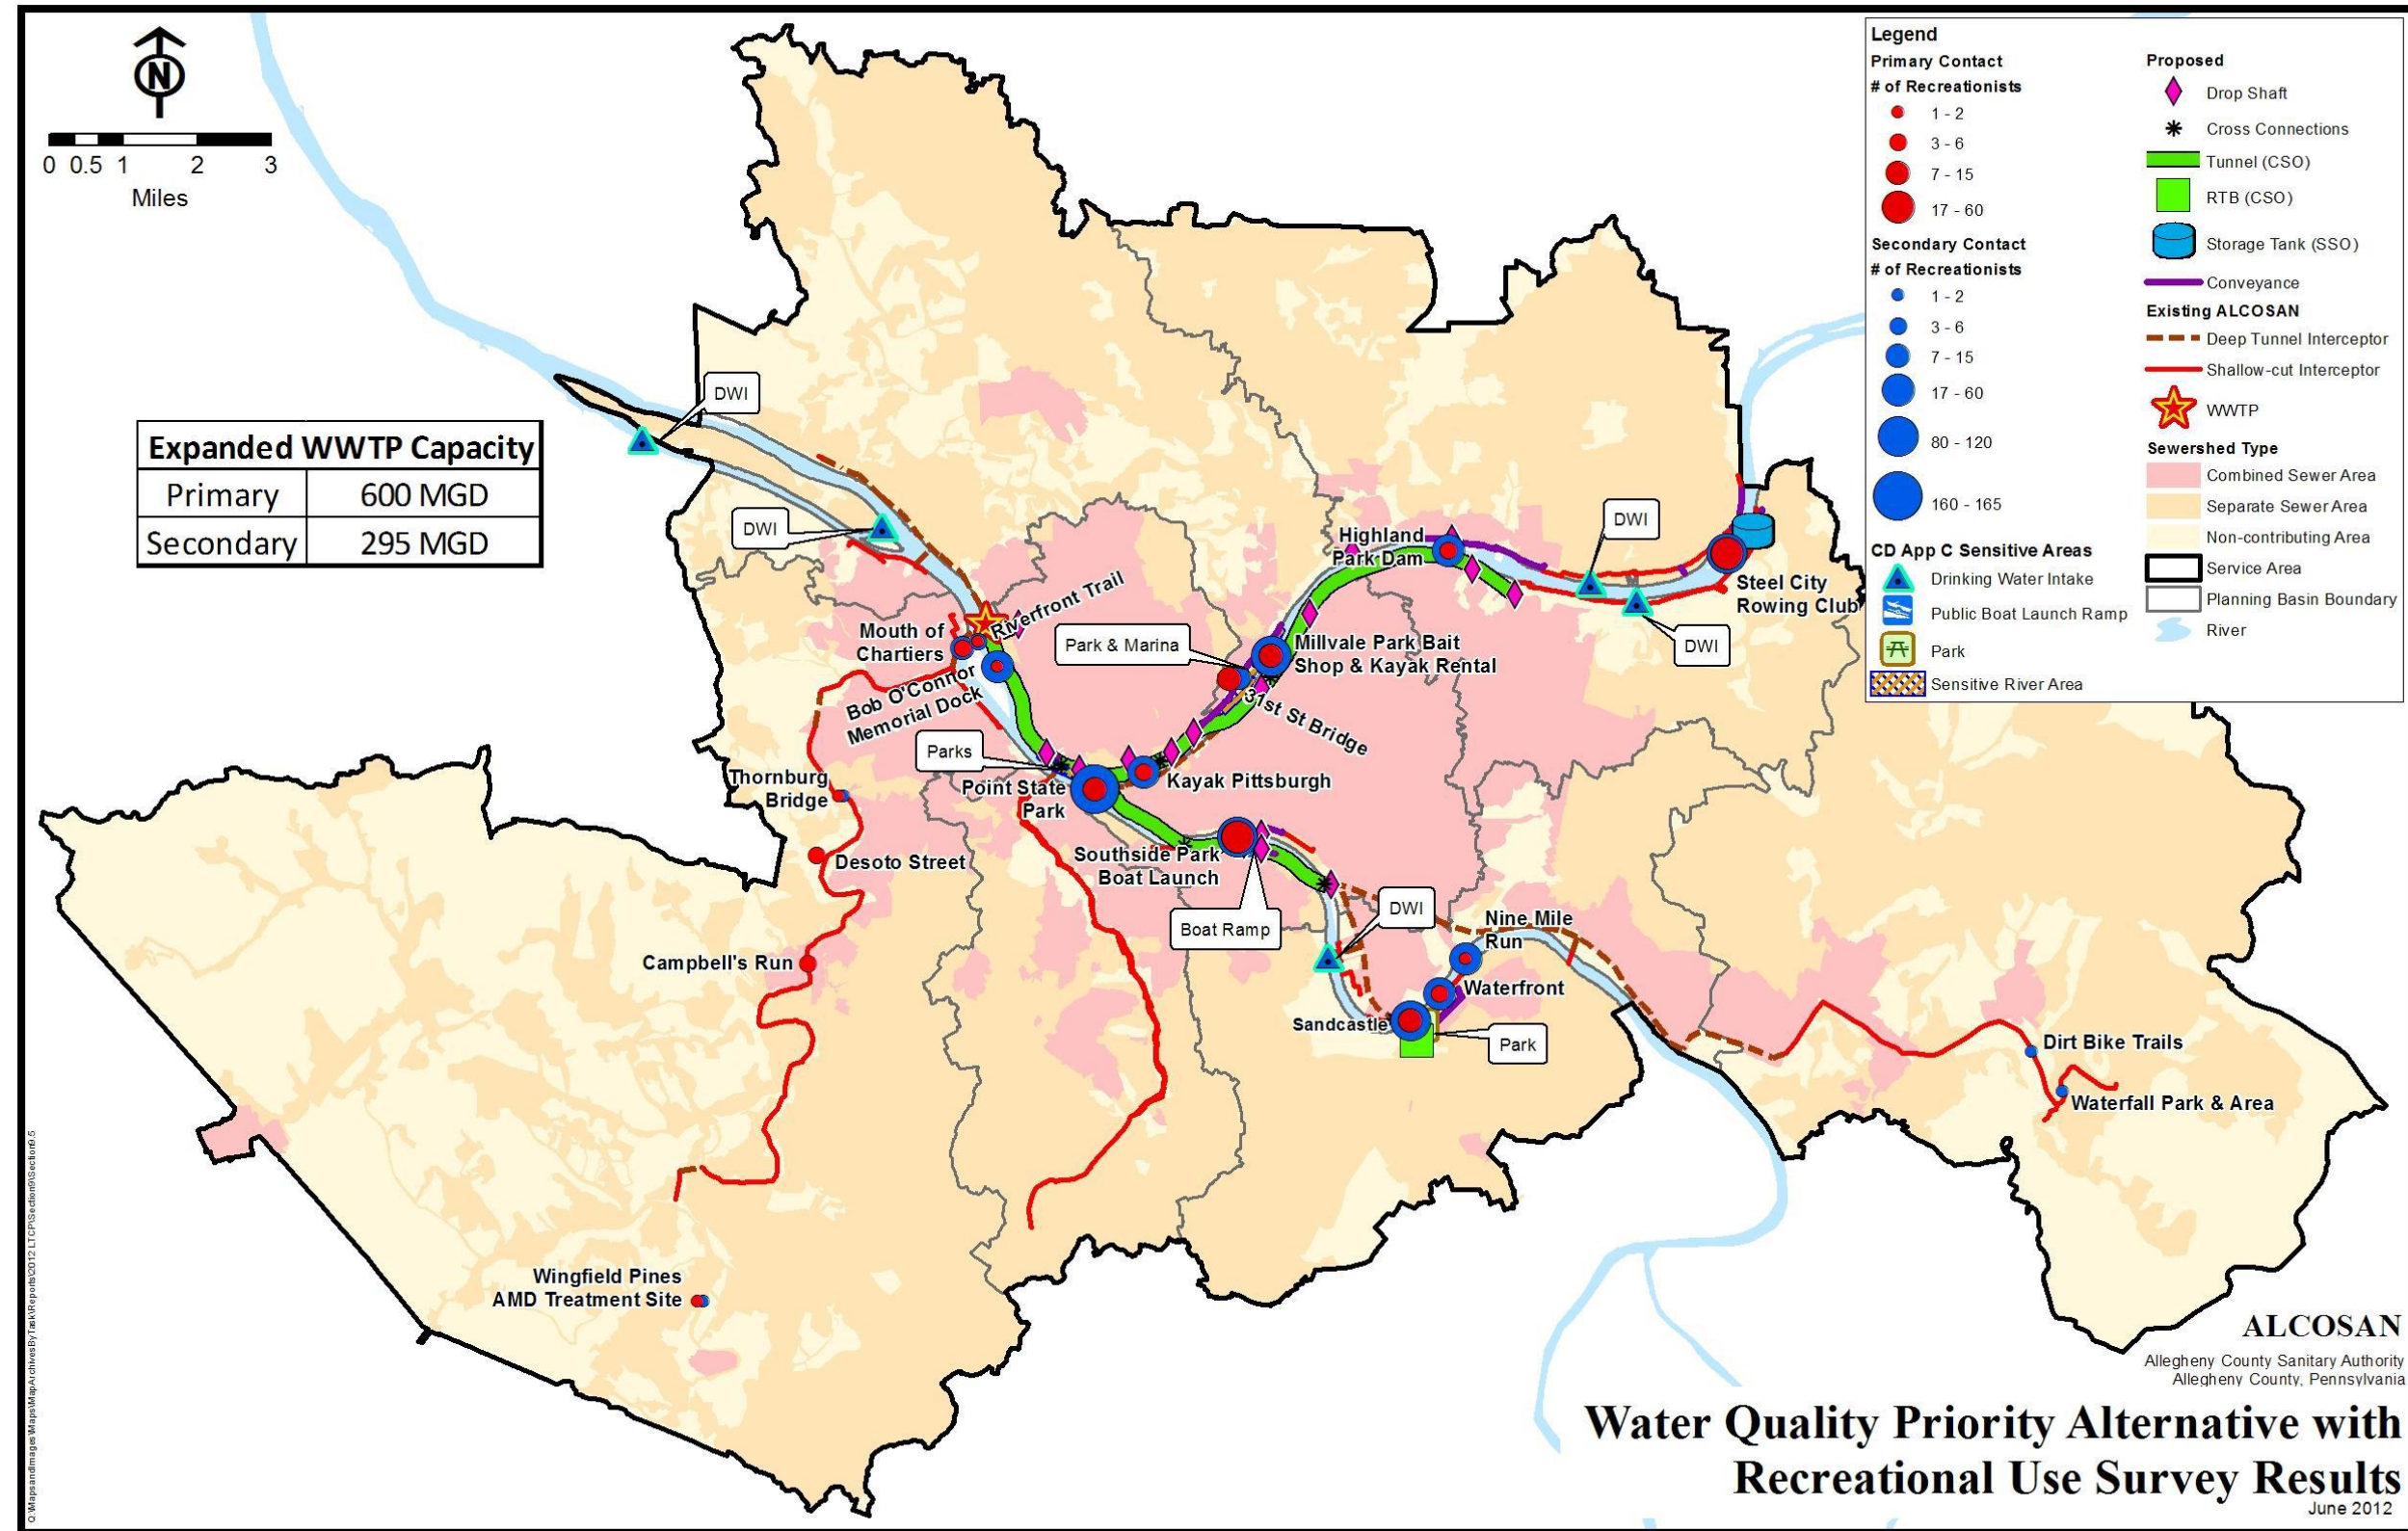 N
0 0.5 1 2 3
Miles
Expanded WWTP Capacity
Primary 600 MGD
Secondary 295 MGD
Legend
Primary Contact
# of Recreationists
1 - 2
3 - 6
7 - 15
17 - 60
Secondary Contact
# of Recreationists
1 - 2
3 - 6
7 - 15
17 - 60
80 - 120
160 - 165
CD App C Sensitive Areas
Drinking Water Intake
Public Boat Launch Ramp
Park
Sensitive River Area
Proposed
Drop Shaft
Cross Connections
Tunnel (CSO)
RTB (CSO)
Storage Tank (SSO)
Conveyance
Existing ALCOSAN
Deep Tunnel Interceptor
Shallow-cut Interceptor
WWTP
Sewershed Type
Combined Sewer Area
Separate Sewer Area
Non-contributing Area
Service Area
Planning Basin Boundary
River
DWI
DWI
DWI
Highland
Park Dam
Steel City
Rowing Club
DWI
Riverfront Trail
Mouth of
Chartiers
Park & Marina
Millvale Park Bait
Shop & Kayak Rental
Bob O'Connor
Memorial Dock
31st St Bridge
Parks
Thornburg
Bridge
Point State
Park
Kayak Pittsburgh
Desoto Street
Southside Park
Boat Launch
Boat Ramp
DWI
Nine Mile
Run
Campbell's Run
Waterfront
Sandcastle
Park
Dirt Bike Trails
Waterfall Park & Area
Wingfield Pines
AMD Treatment Site
ALCOSAN
Allegheny County Sanitary Authority
Allegheny County, Pennsylvania
Water Quality Priority Alternative with
Recreational Use Survey Results
June 2012
Q:\MapsandImages\Maps\MapArchivesByTask\Reports\2012 LTCP\Section9\Section9.5